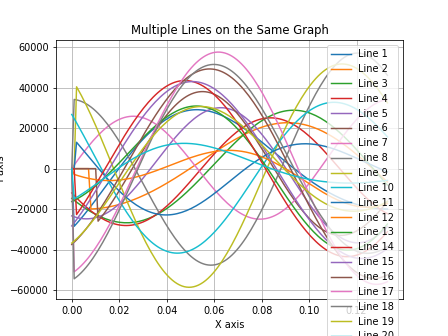 Multiple Lines on the Same Graph
60000
40000
20000
0
−20000
−40000
−60000
axis
0.00
0.02
0.04
0.06
0.08
0.10
X axis
Line 1
Line 2
Line 3
Line 4
Line 5
Line 6
Line 7
Line 8
Line 9
Line 10
Line 11
Line 12
Line 13
Line 14
Line 15
Line 16
Line 17
Line 18
Line 19
Line 20